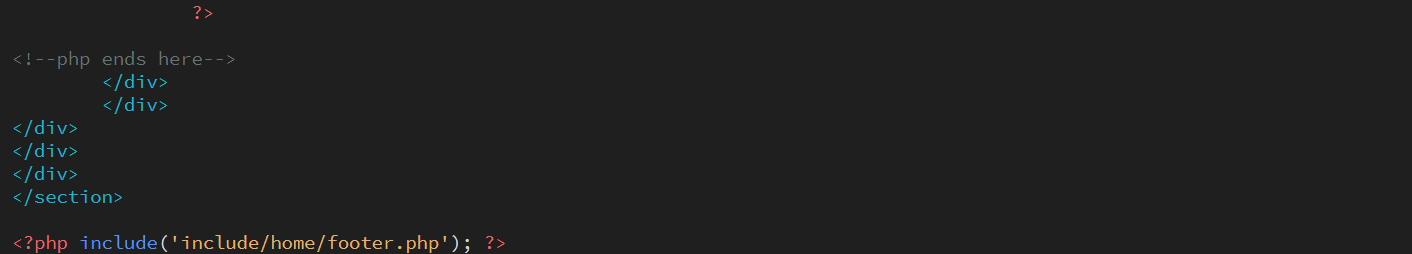 ?>
<!--php ends here-->
</div>
</div>
</div>
</div>
</div>
</section>
<?php include('include/home/footer.php'); ?>